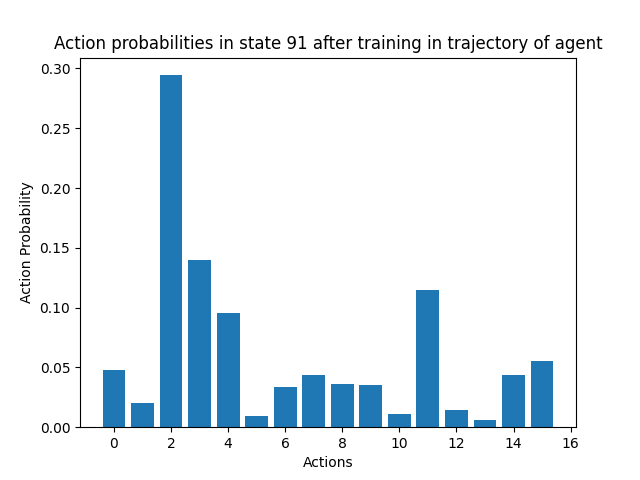 Action probabilities in state 91 after training in trajectory of agent
0.30
0.25
0.20
0.15
0.10
0.05
0.00
Action Probability
0 2 4 6 8 10 12 14 16
Actions